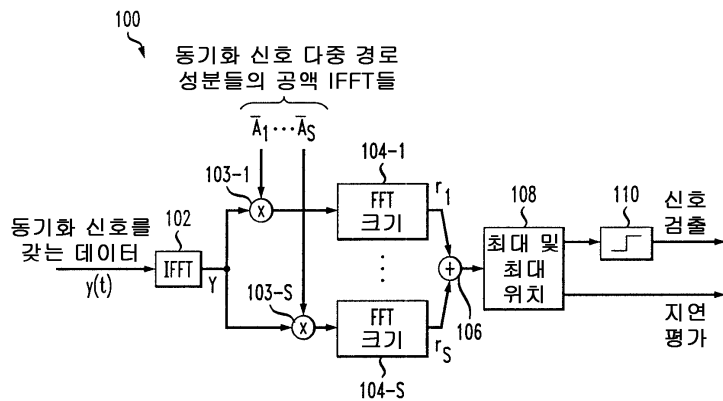 100
동기화 신호 다중 경로
성분들의 공액 IFFT들
A̅1 ··· A̅S
103-1
104-1
FFT
크기
r1
동기화 신호를
갖는 데이터
y(t)
102
IFFT
Y
103-S
X
X
FFT
크기
rS
104-S
+
106
108
최대 및
최대
위치
110
신호
검출
지연
평가